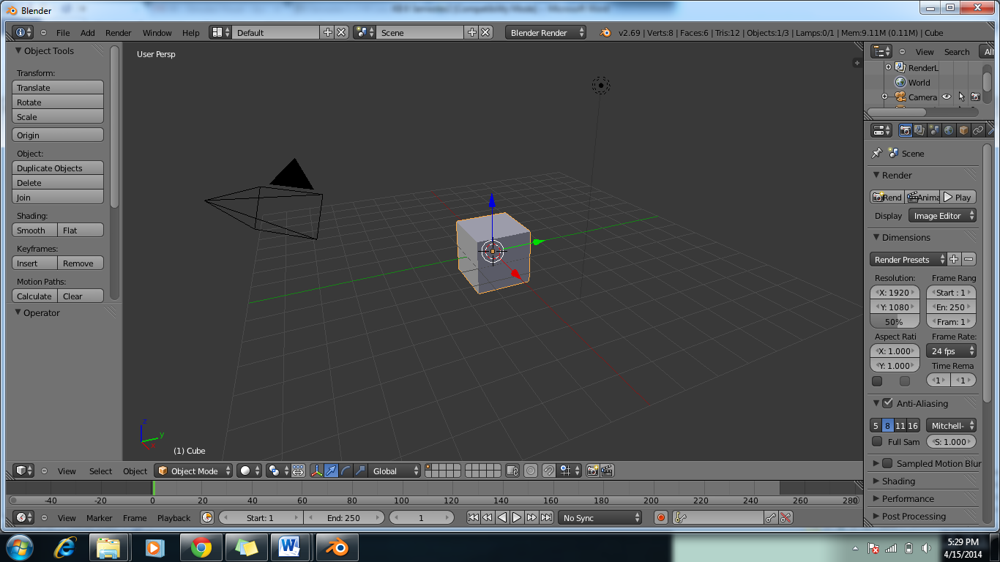 Blender
File Add Render Window Help Default Scene Blender Render v2.69 | Verts:8 | Faces:6 | Tris:12 | Objects:1/3 | Lamps:0/1 | Mem:9.11M (0.11M) | Cube
Object Tools
Transform:
Translate
Rotate
Scale
Origin
Object:
Duplicate Objects
Delete
Join
Shading:
Smooth Flat
Keyframes:
Insert Remove
Motion Paths:
Calculate Clear
Operator
User Persp
z
y
x
(1) Cube
View Select Object Object Mode Global
View Search All
RenderL
World
Camera
Scene
Render
Rend Anima Play
Display Image Editor
Dimensions
Render Presets
Resolution: Frame Rang
X: 1920 Start : 1
Y: 1080 En: 250
50% Fram: 1
Aspect Rati Frame Rate:
X: 1.000 24 fps
Y: 1.000 Time Rema
1 1
Anti-Aliasing
5 8 11 16 Mitchell-
Full Sam S: 1.000
Sampled Motion Blur
Shading
Performance
Post Processing
-40 -20 0 20 40 60 80 100 120 140 160 180 200 220 240 260 280
View Marker Frame Playback Start: 1 End: 250 1 No Sync
5:29 PM
4/15/2014